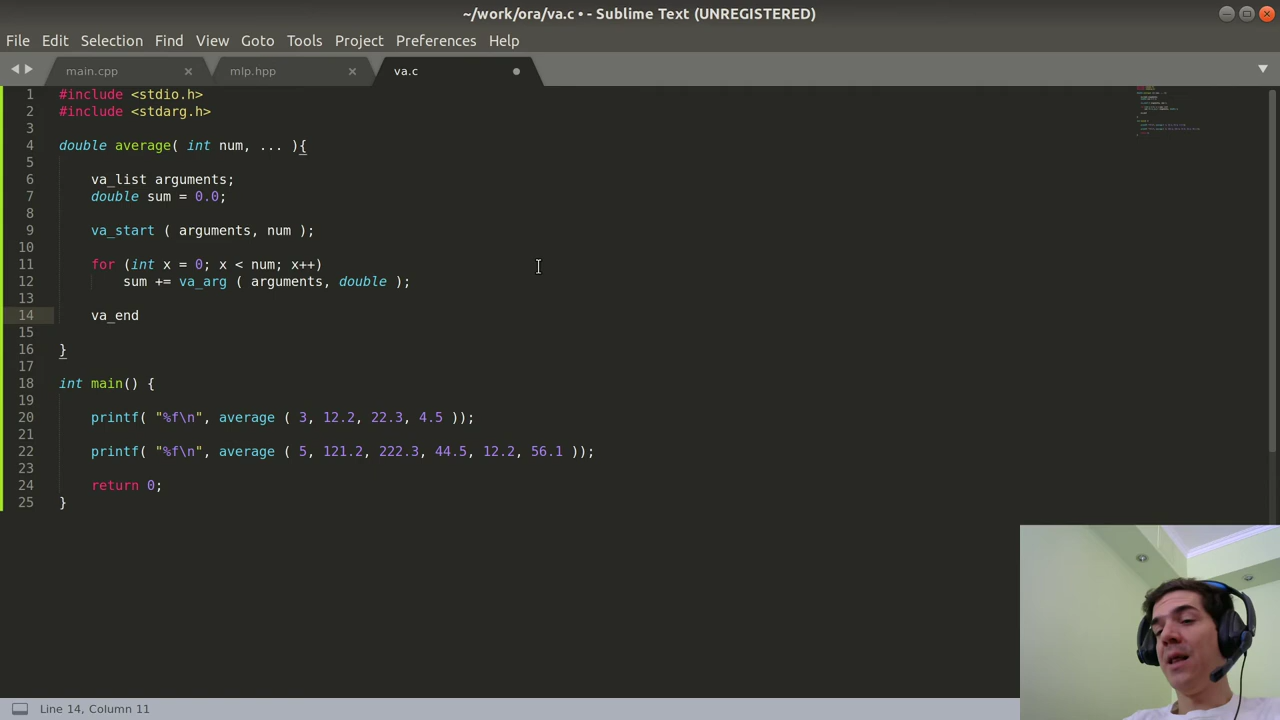 ~/work/ora/va.c • - Sublime Text (UNREGISTERED)
File Edit Selection Find View Goto Tools Project Preferences Help
main.cpp mlp.hpp va.c
1 #include <stdio.h>
2 #include <stdarg.h>
3
4 double average( int num, ... ){
5
6 va_list arguments;
7 double sum = 0.0;
8
9 va_start ( arguments, num );
10
11 for (int x = 0; x < num; x++)
12 sum += va_arg ( arguments, double );
13
14 va_end
15
16 }
17
18 int main() {
19
20 printf( "%f\n", average ( 3, 12.2, 22.3, 4.5 ));
21
22 printf( "%f\n", average ( 5, 121.2, 222.3, 44.5, 12.2, 56.1 ));
23
24 return 0;
25 }
Line 14, Column 11